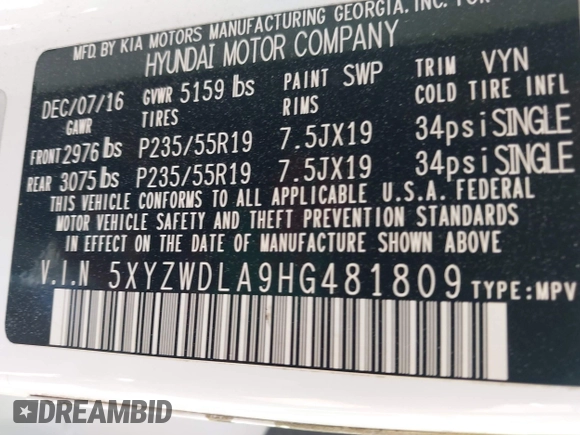 MFD. BY KIA MOTORS MANUFACTURING GEORGIA. INC. FOR
HYUNDAI MOTOR COMPANY
DEC/07/16 GVWR 5159 lbs PAINT SWP TRIM VYN
GAWR TIRES RIMS COLD TIRE INFL
FRONT 2976 lbs P235/55R19 7.5JX19 34psi SINGLE
REAR 3075 lbs P235/55R19 7.5JX19 34psi SINGLE
THIS VEHICLE CONFORMS TO ALL APPLICABLE U.S.A. FEDERAL
MOTOR VEHICLE SAFETY AND THEFT PREVENTION STANDARDS
IN EFFECT ON THE DATE OF MANUFACTURE SHOWN ABOVE.
V.I.N 5XYZWDLA9HG481809 TYPE:MPV
DREAMBID